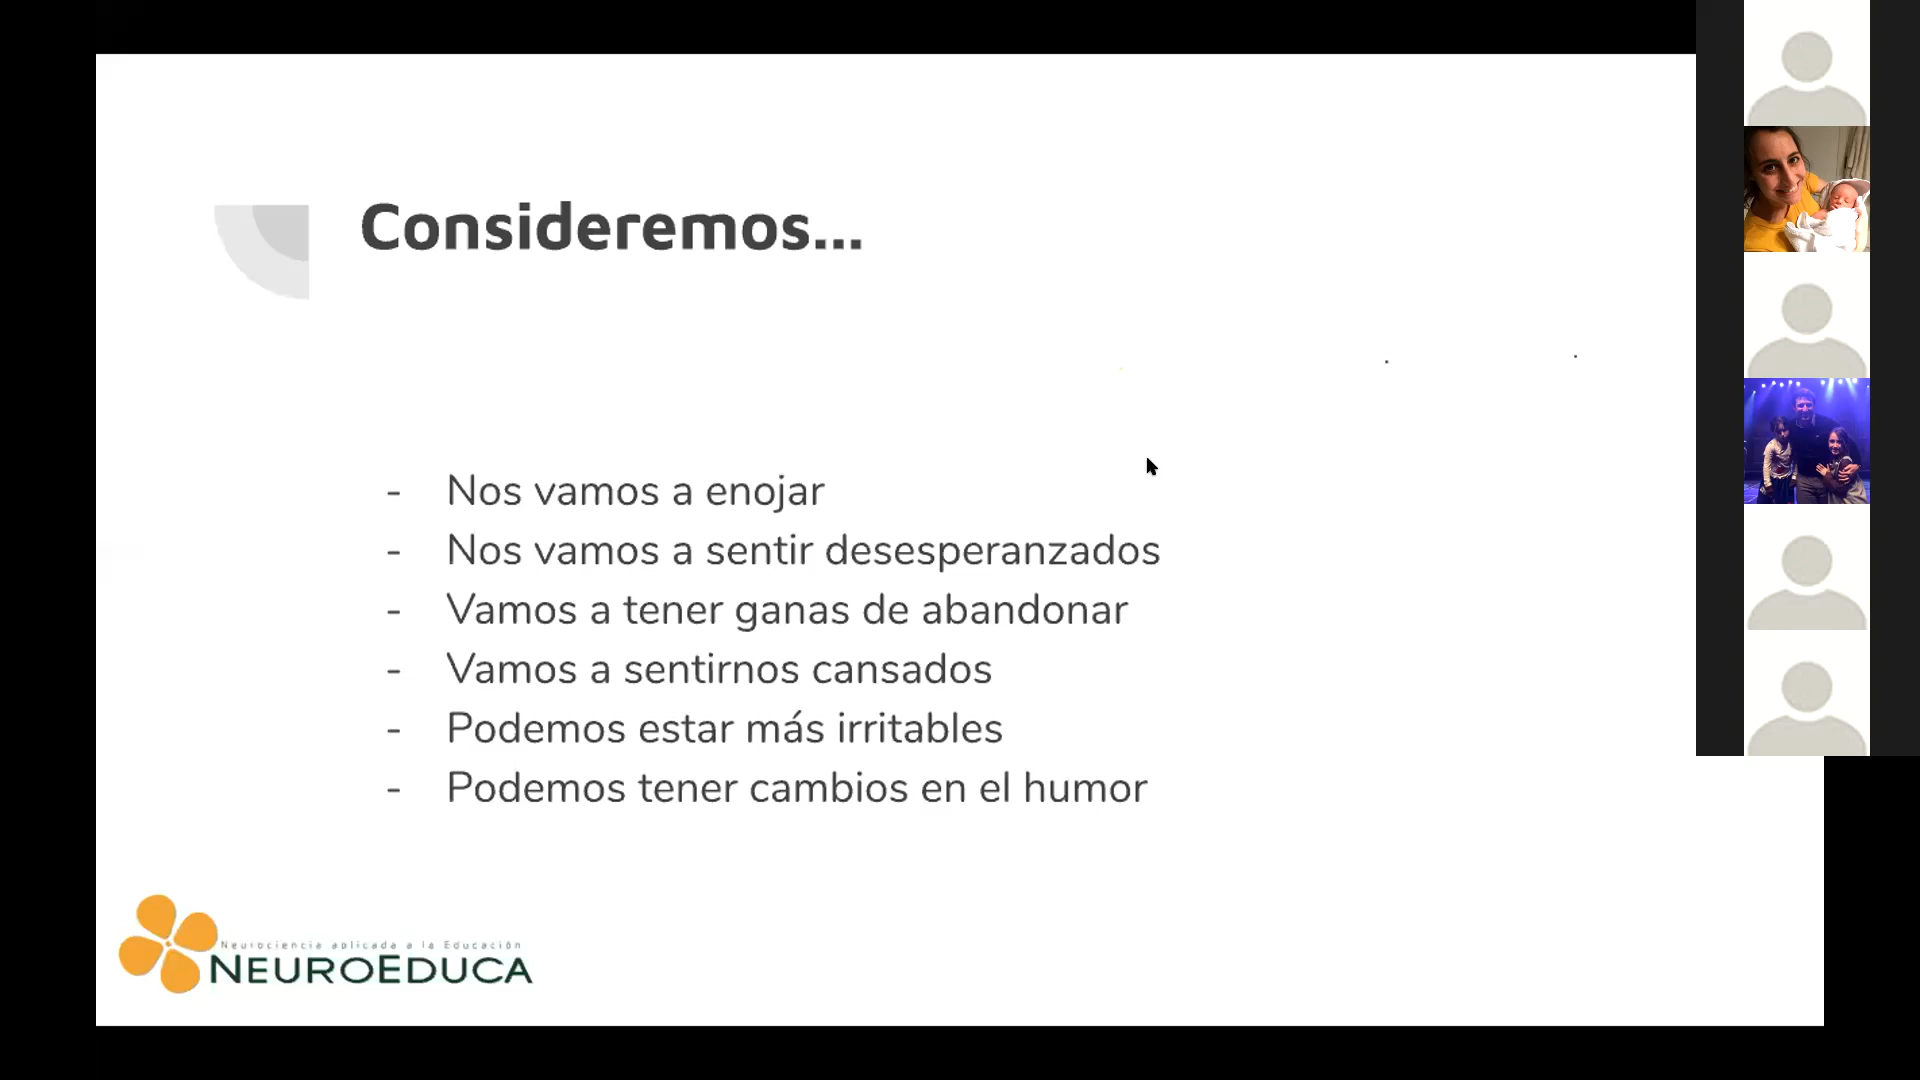 Consideremos...
- Nos vamos a enojar
- Nos vamos a sentir desesperanzados
- Vamos a tener ganas de abandonar
- Vamos a sentirnos cansados
- Podemos estar más irritables
- Podemos tener cambios en el humor
Neurociencia aplicada a la Educación
NEUROEDUCA